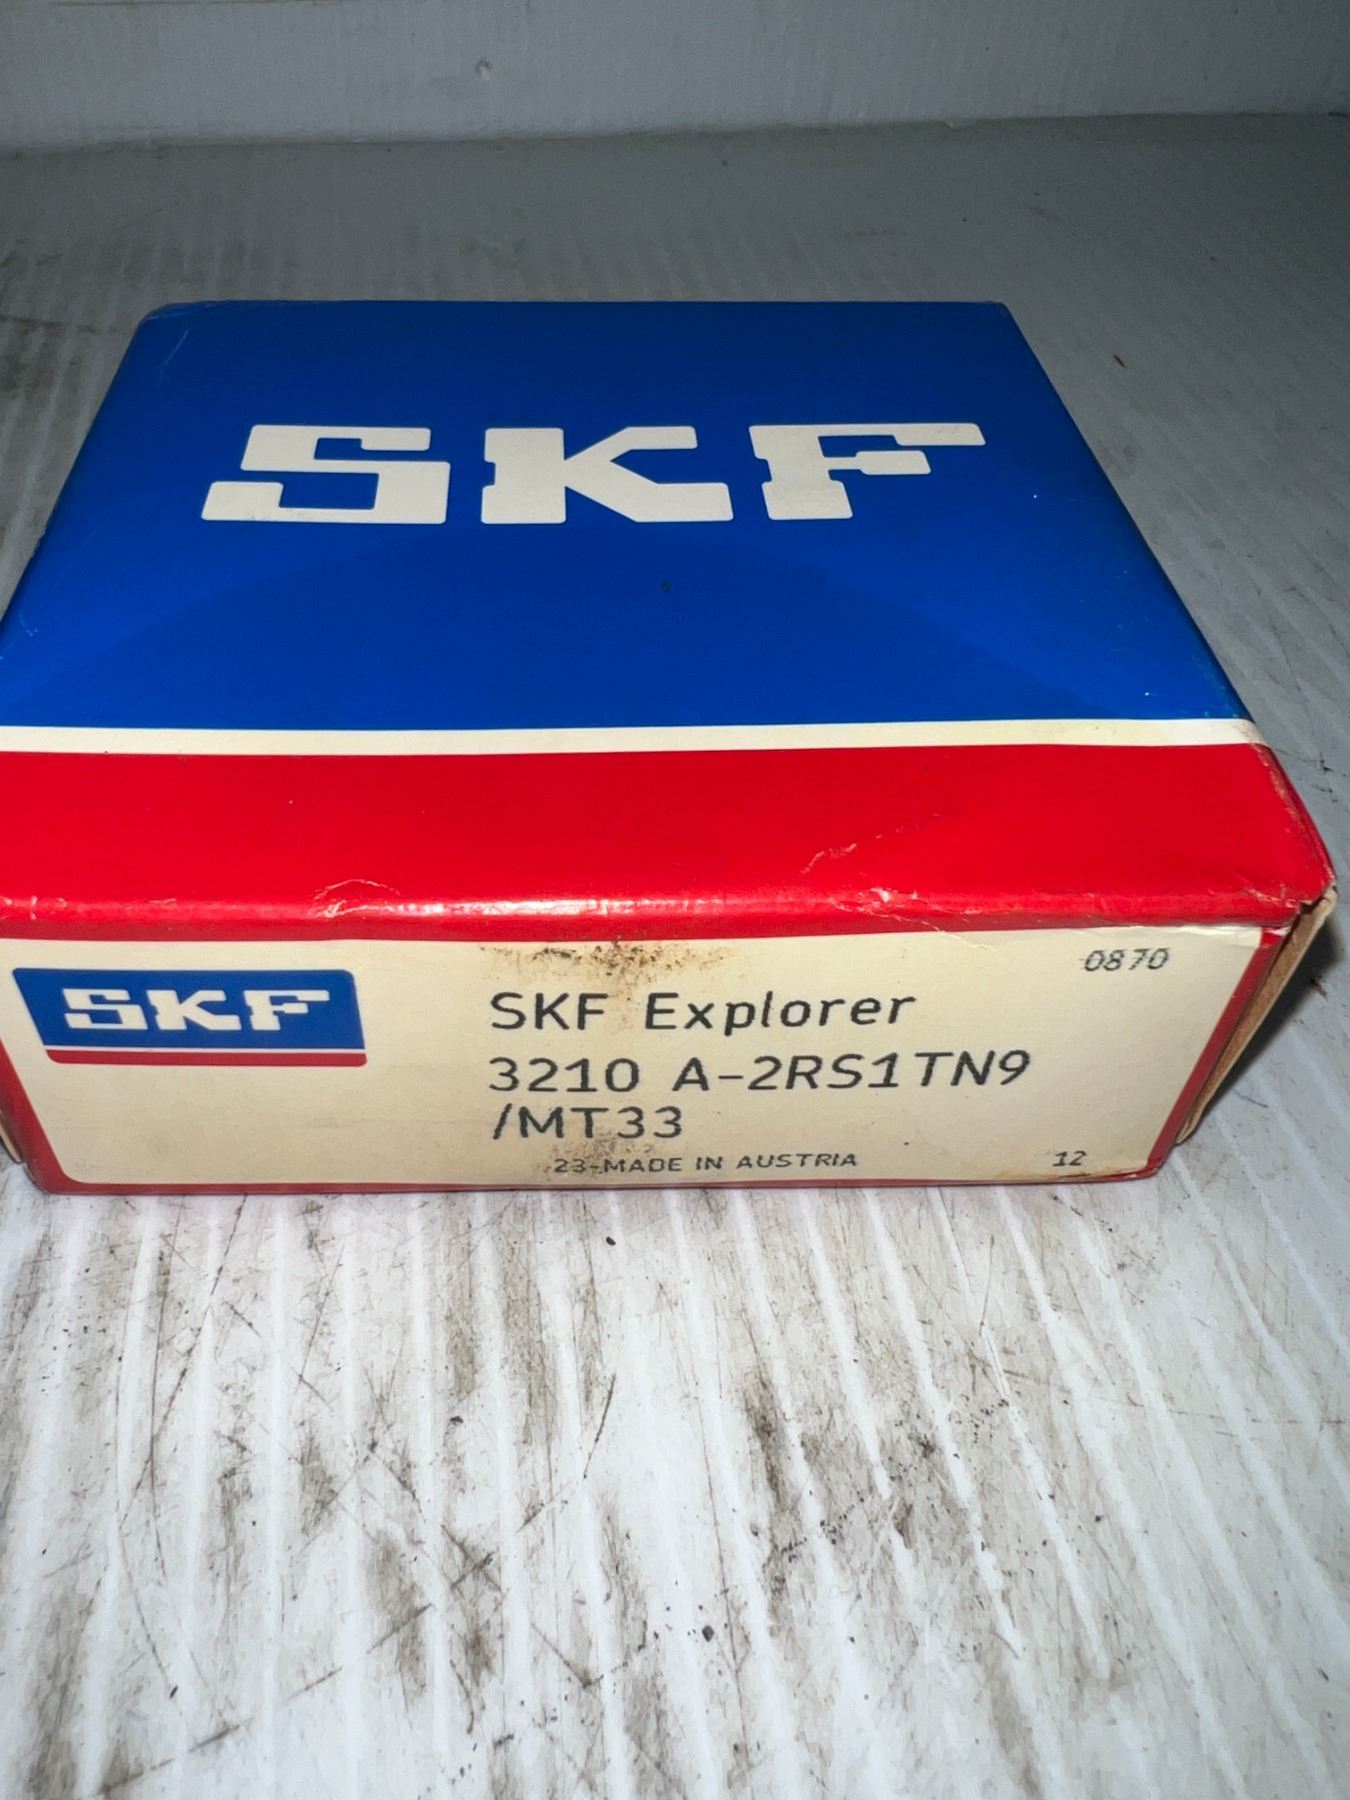 SKF
SKF
0870
SKF Explorer
3210 A-2RS1TN9
/MT33
23-MADE IN AUSTRIA
12